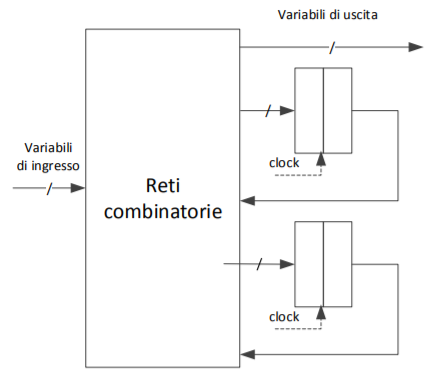 Variabili di uscita
Variabili
di ingresso
clock
Reti
combinatorie
clock